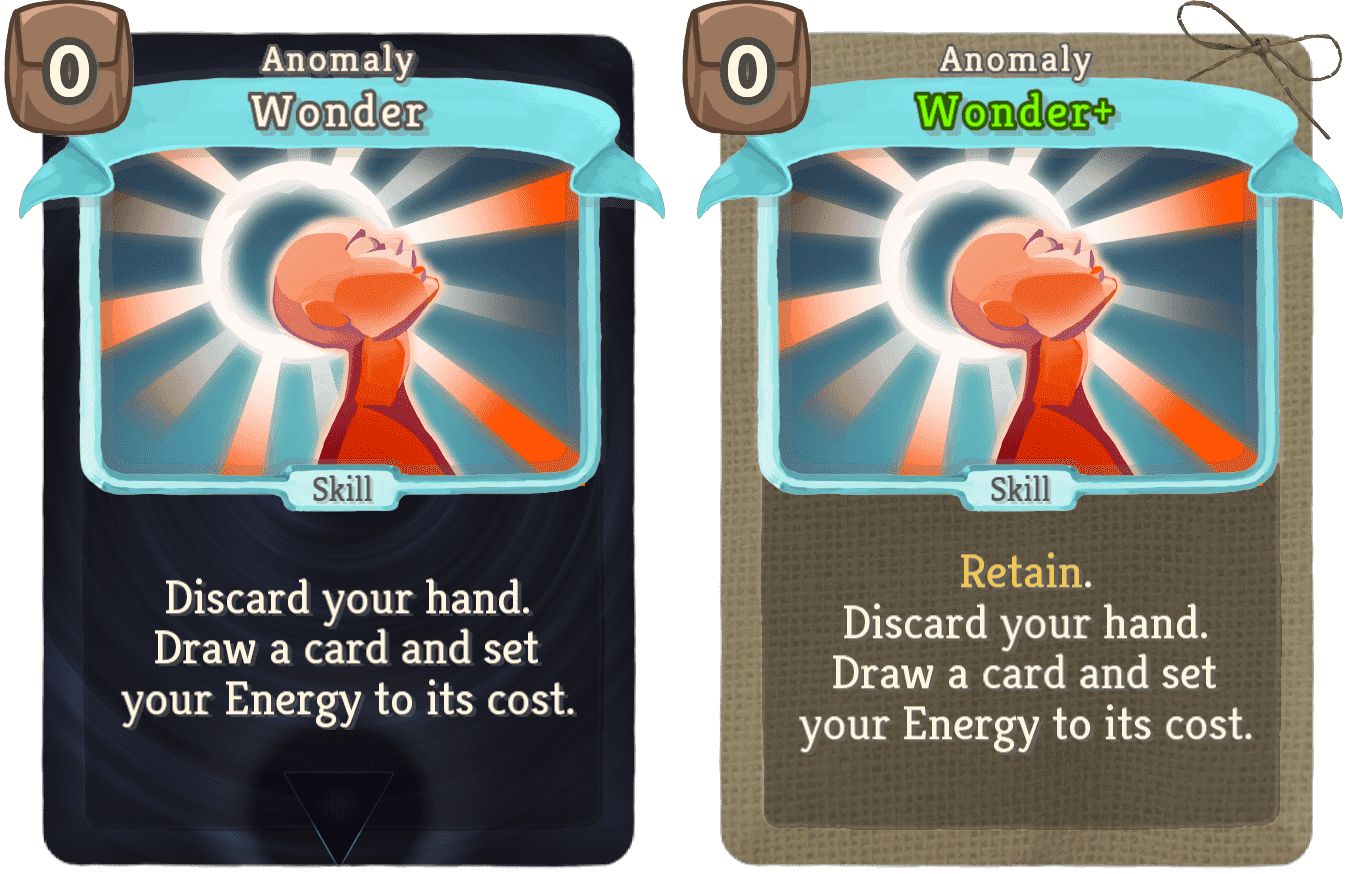 0
Anomaly
Wonder
Skill
Discard your hand.
Draw a card and set
your Energy to its cost.
0
Anomaly
Wonder+
Skill
Retain.
Discard your hand.
Draw a card and set
your Energy to its cost.